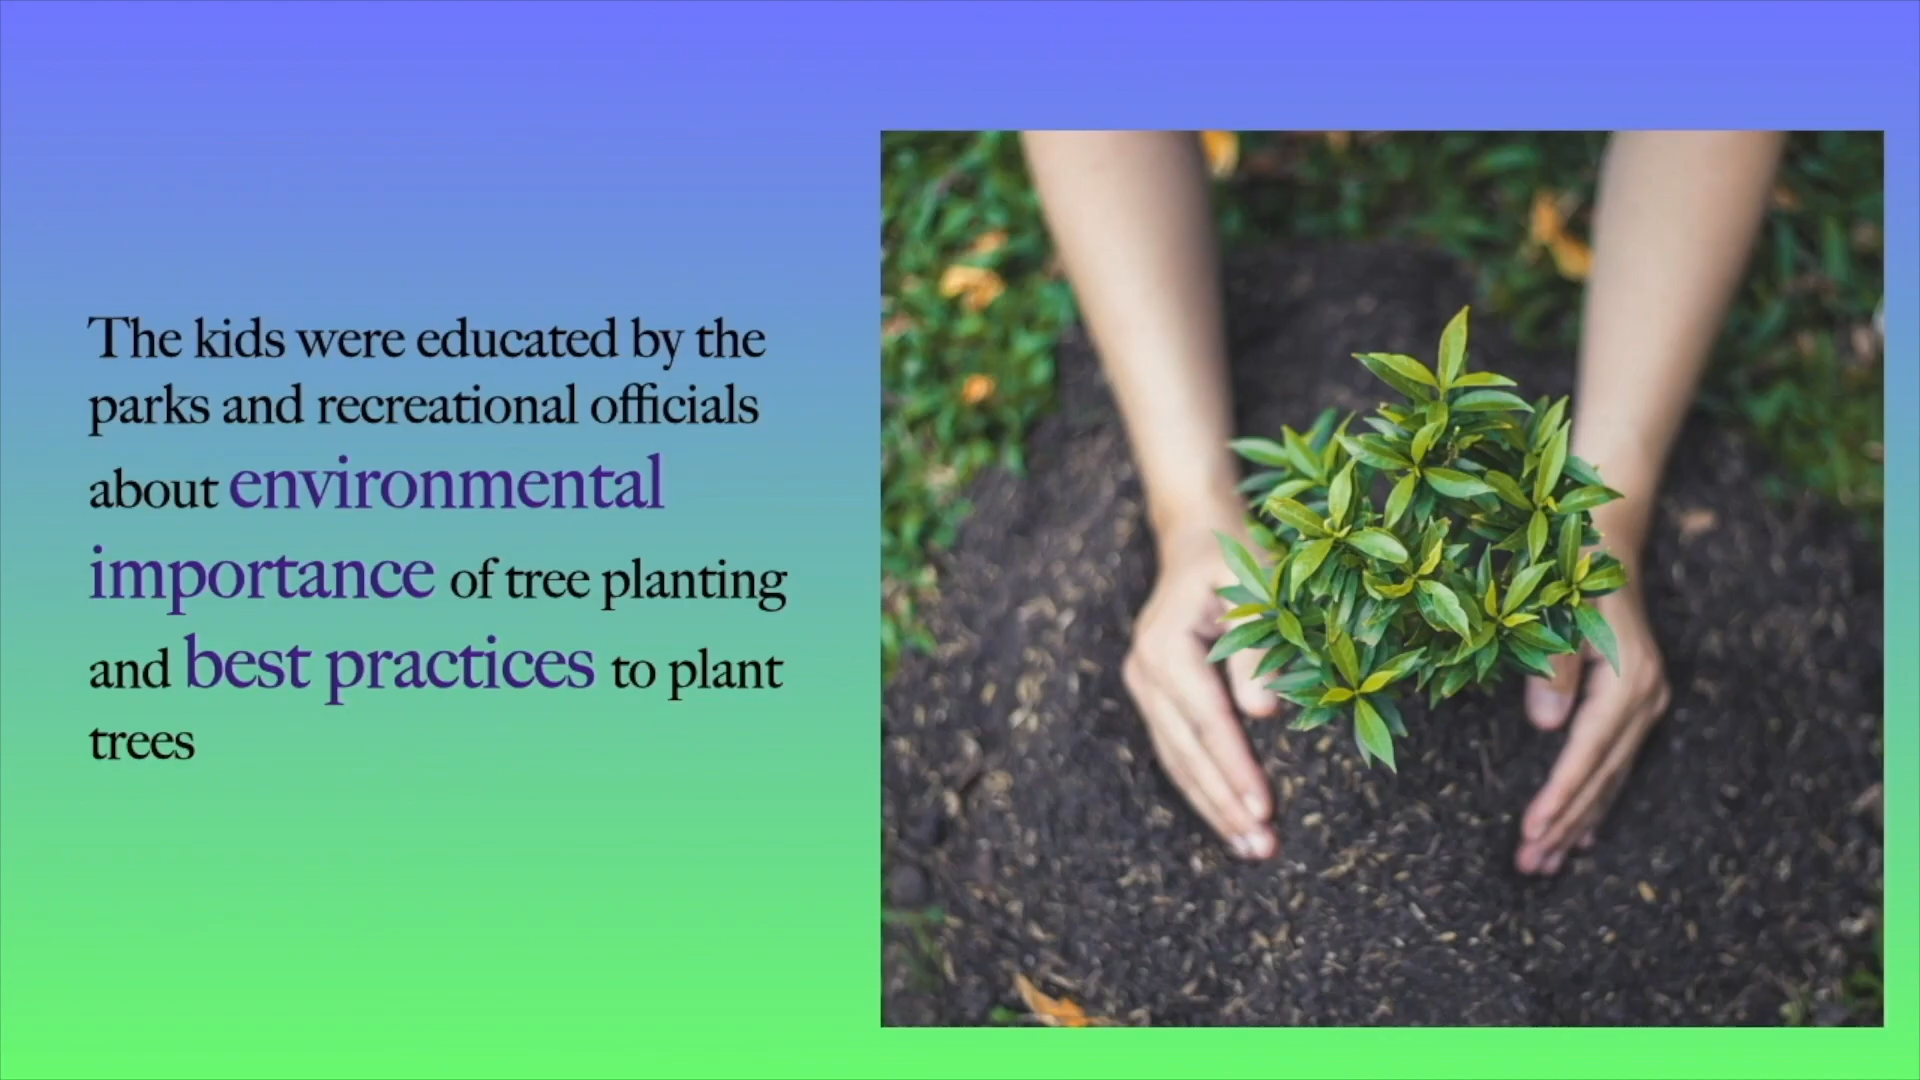 The kids were educated by the
parks and recreational officials
about environmental
importance of tree planting
and best practices to plant
trees